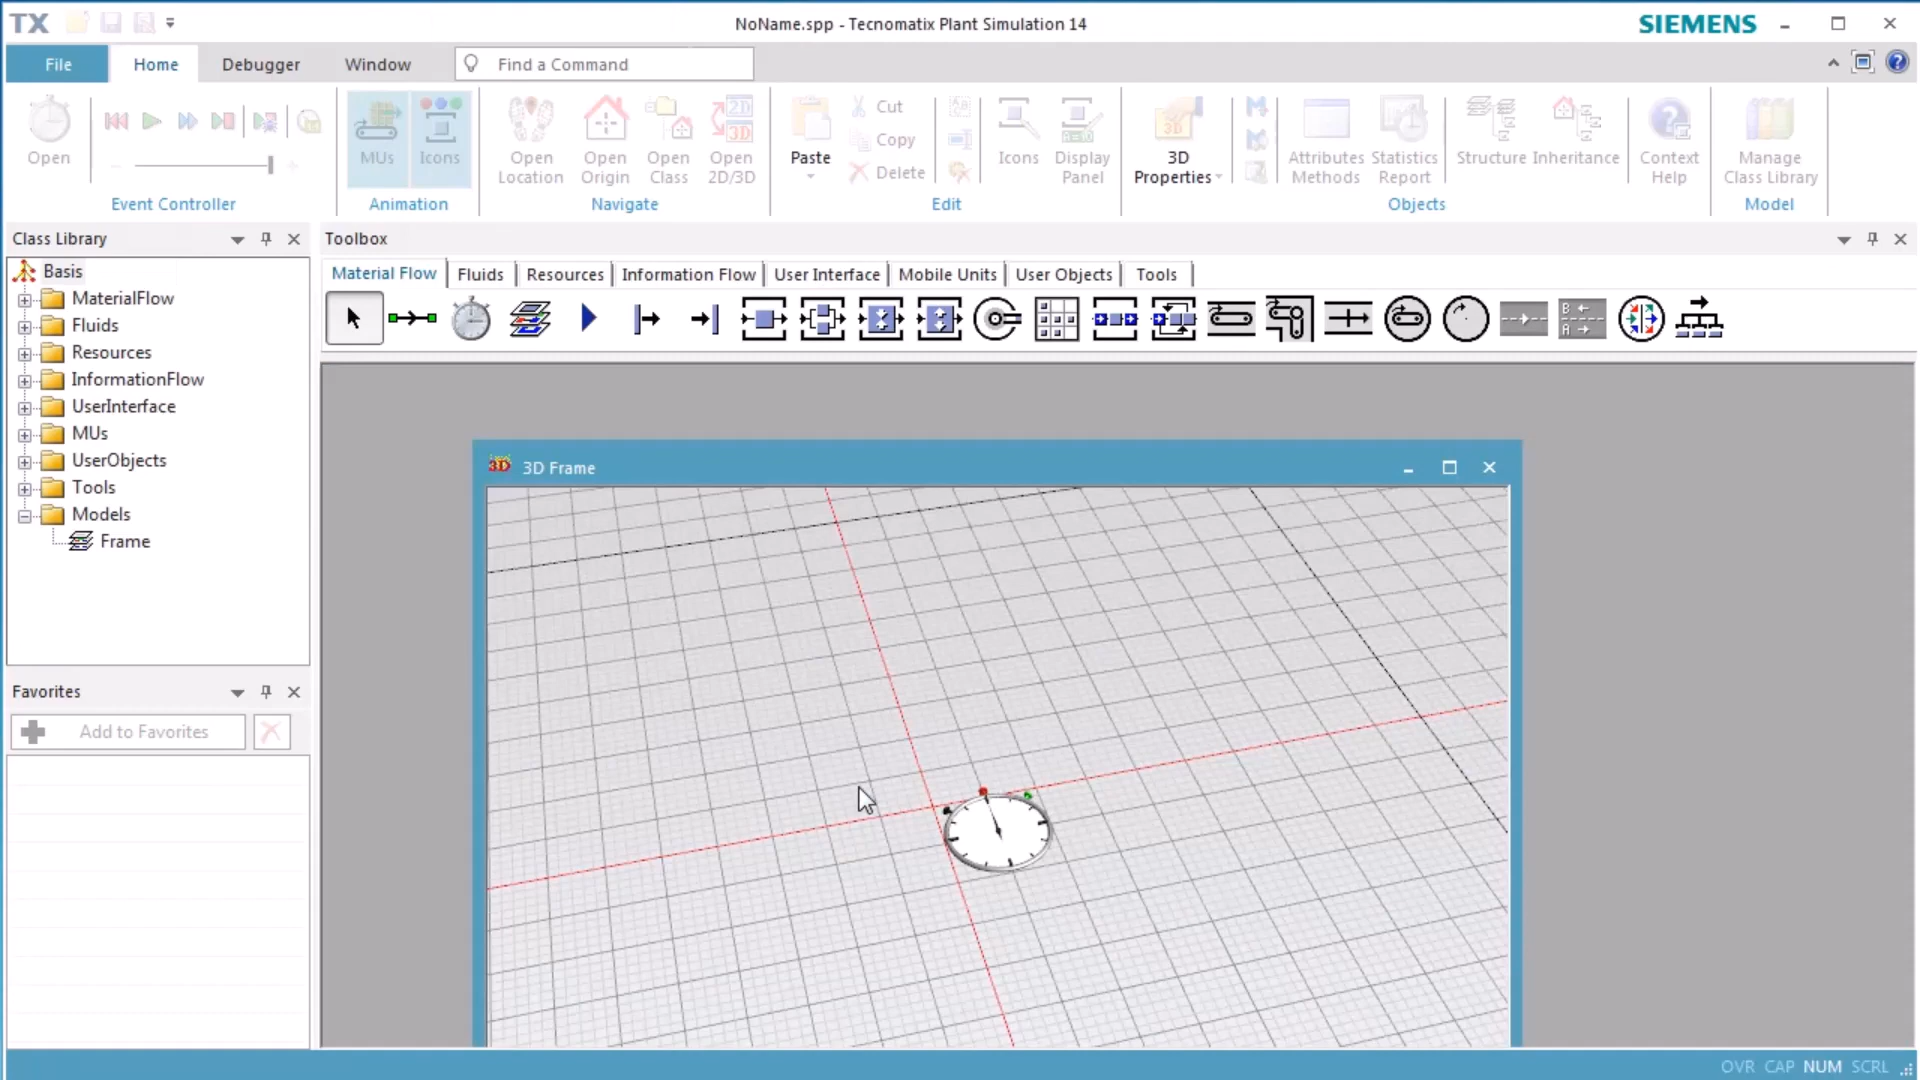 TX
NoName.spp - Tecnomatix Plant Simulation 14
SIEMENS
File
Home
Debugger
Window
Find a Command
Open
MUs
Icons
Open Location
Open Origin
Open Class
2D
3D
Open 2D/3D
Paste
Cut
Copy
Delete
Icons
Display Panel
3D
3D Properties
Attributes Methods
Statistics Report
Structure
Inheritance
Context Help
Manage Class Library
Event Controller
Animation
Navigate
Edit
Objects
Model
Class Library
Basis
MaterialFlow
Fluids
Resources
InformationFlow
UserInterface
MUs
UserObjects
Tools
Models
Frame
Toolbox
Material Flow
Fluids
Resources
Information Flow
User Interface
Mobile Units
User Objects
Tools
B
A
3D
3D Frame
Favorites
Add to Favorites
OVR CAP NUM SCRL